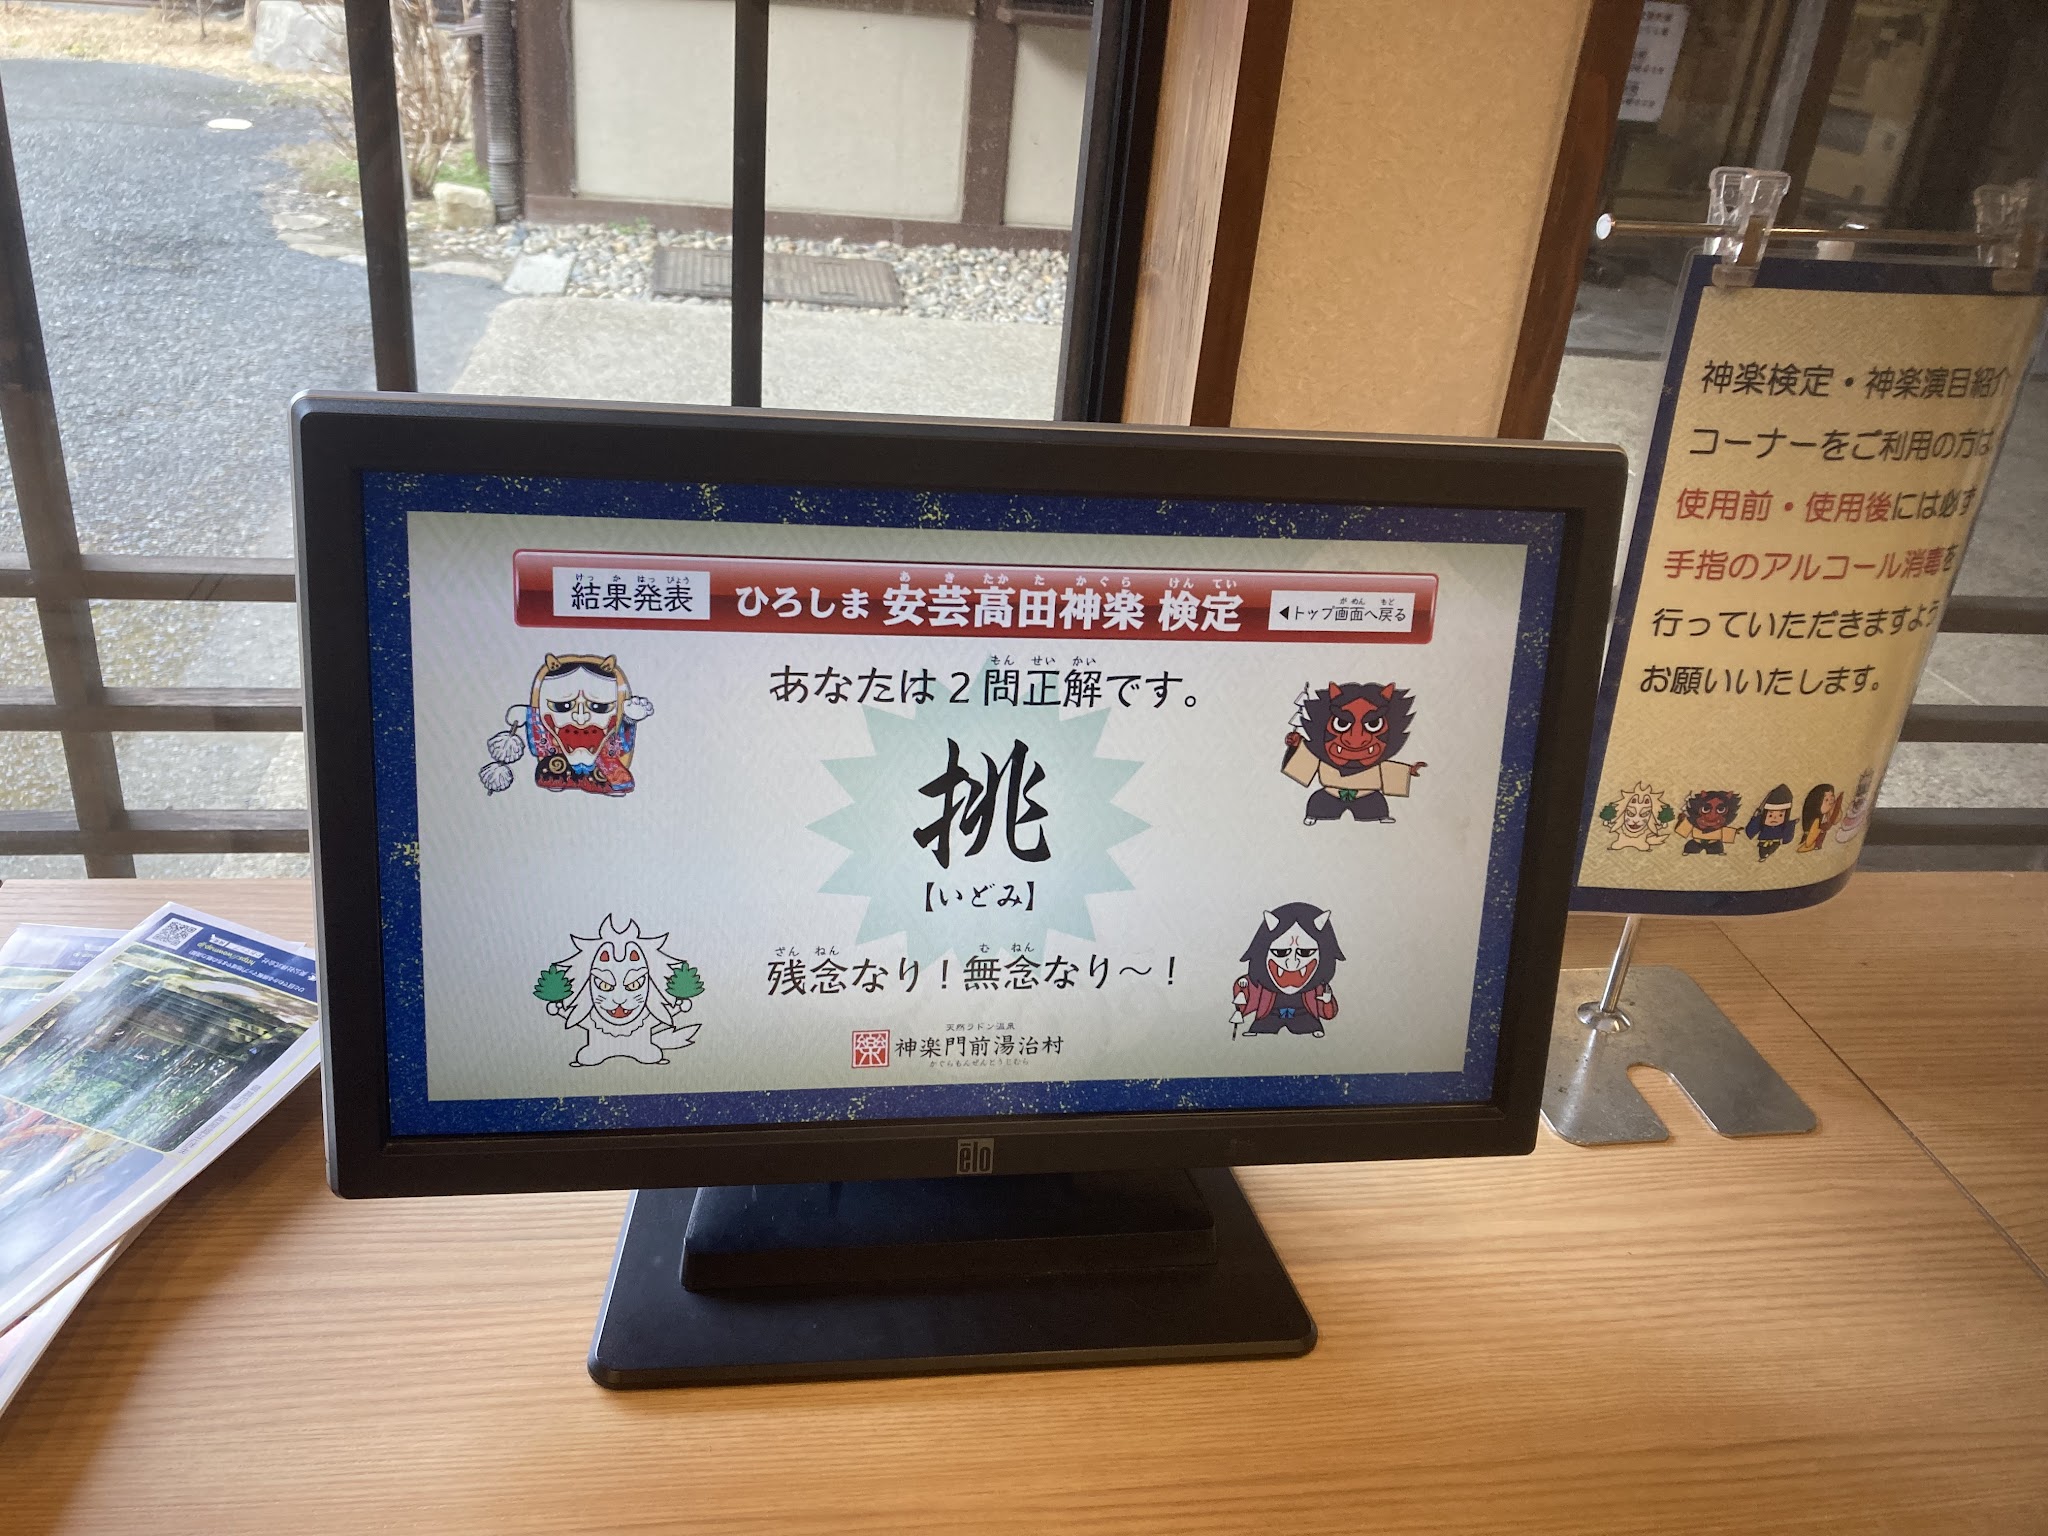 結果発表
ひろしま 安芸高田神楽 検定
◀トップ画面へ戻る
あなたは2問正解です。
挑
【いどみ】
残念なり！無念なり～！
天然ラドン温泉
神楽門前湯治村
かぐらもんぜんとうじむら
elo
神楽検定・神楽演目紹介
コーナーをご利用の方は
使用前・使用後には必ず
手指のアルコール消毒を
行っていただきますよう
お願いいたします。